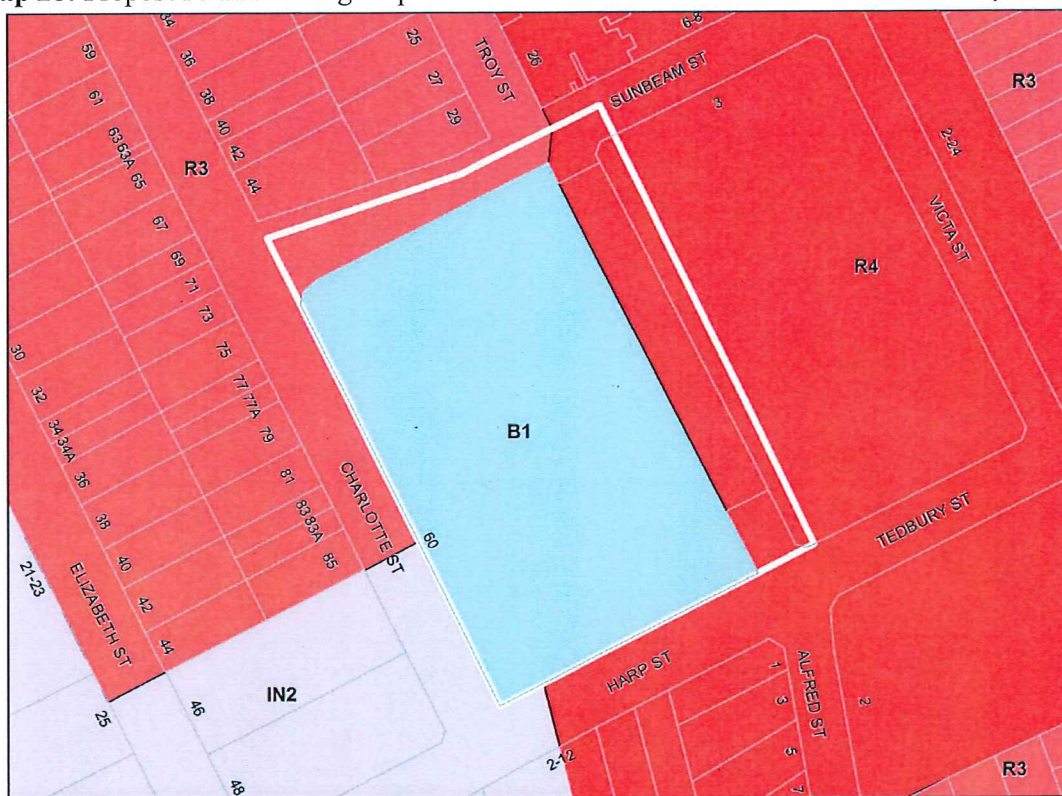 59
61
63
63A
65
67
69
71
73
75
77
77A
79
81
83
83A
85
34
36
38
40
42
44
R3
25
27
29
TROY ST
26
6-8
SUNBEAM ST
3
2-24
VICTA ST
R3
R4
B1
CHARLOTTE ST
60
30
32
34
34A
36
38
40
42
44
46
48
21-23
ELIZABETH ST
25
IN2
HARP ST
TEDBURY ST
ALFRED ST
1
3
5
7
2
2-12
R3